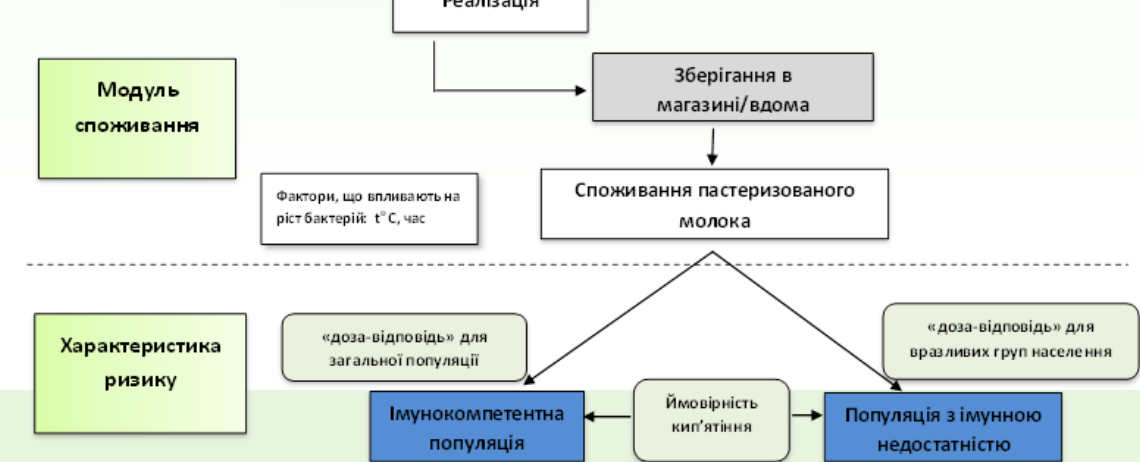 Реалізація
Модуль
споживання
Зберігання в
магазині/вдома
Фактори, що впливають на
ріст бактерій: t°C, час
Споживання пастеризованого
молока
Характеристика
ризику
«доза-відповідь» для
загальної популяції
«доза-відповідь» для
вразливих груп населення
Імунокомпетентна
популяція
Ймовірність
кип’ятіння
Популяція з імунною
недостатністю